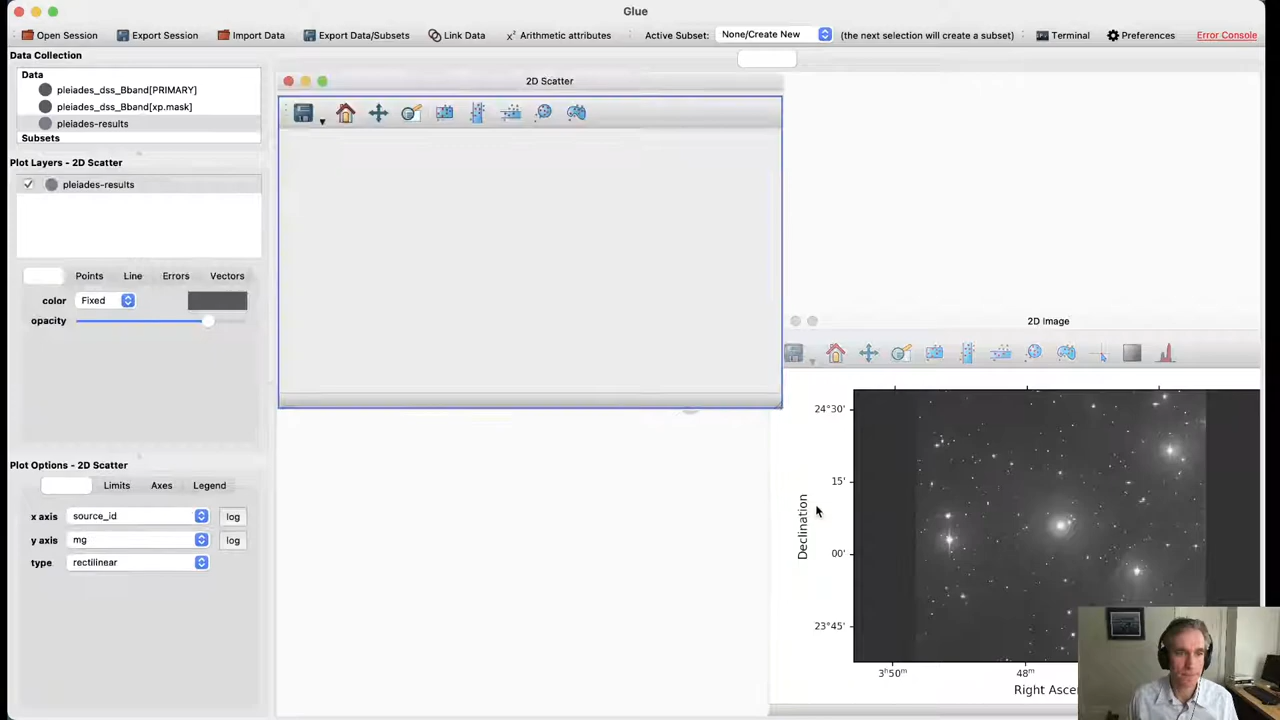 Glue
Open Session Export Session Import Data Export Data/Subsets Link Data x² Arithmetic attributes Active Subset: None/Create New (the next selection will create a subset) Terminal Preferences Error Console
Data Collection
Data
pleiades_dss_Bband[PRIMARY]
pleiades_dss_Bband[xp.mask]
pleiades-results
Subsets
Plot Layers - 2D Scatter
pleiades-results
Points Line Errors Vectors
color Fixed
opacity
Plot Options - 2D Scatter
Limits Axes Legend
x axis source_id log
y axis mg log
type rectilinear
2D Scatter
2D Image
24°30'
15'
00'
23°45'
Declination
3ʰ50ᵐ 48ᵐ
Right Asce